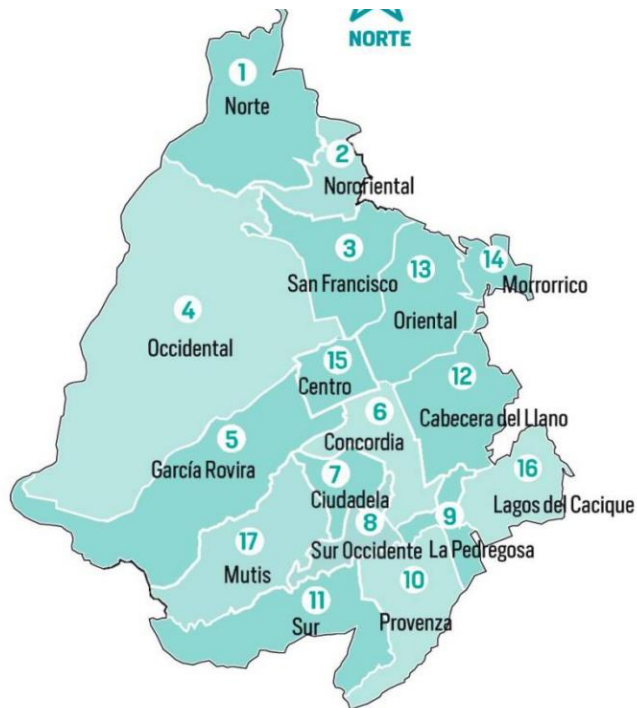 NORTE
1
Norte
2
Nororiental
3
San Francisco
13
Oriental
14
Morrorrico
4
Occidental
15
Centro
12
Cabecera del Llano
6
Concordia
5
García Rovira
7
Ciudadela
16
Lagos del Cacique
8
Sur Occidente
9
La Pedregosa
17
Mutis
10
Provenza
11
Sur